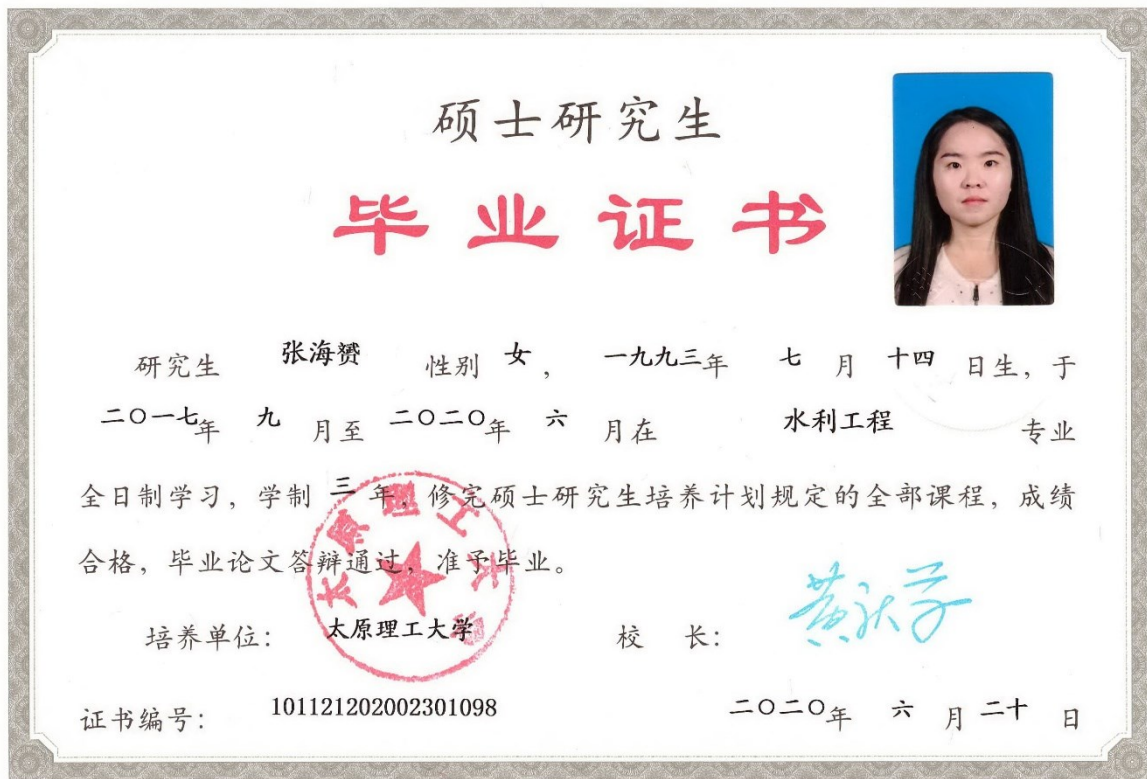 硕士研究生
毕业证书
研究生 张海赟 性别 女, 一九九三年 七 月 十四 日生, 于
二〇一七年 九 月至 二〇二〇年 六 月在 水利工程 专业
全日制学习, 学制 三 年, 修完硕士研究生培养计划规定的全部课程, 成绩
合格, 毕业论文答辩通过, 准予毕业。
太原理工大学
培养单位: 太原理工大学 校 长:
证书编号: 101121202002301098 二〇二〇年 六 月 二十 日